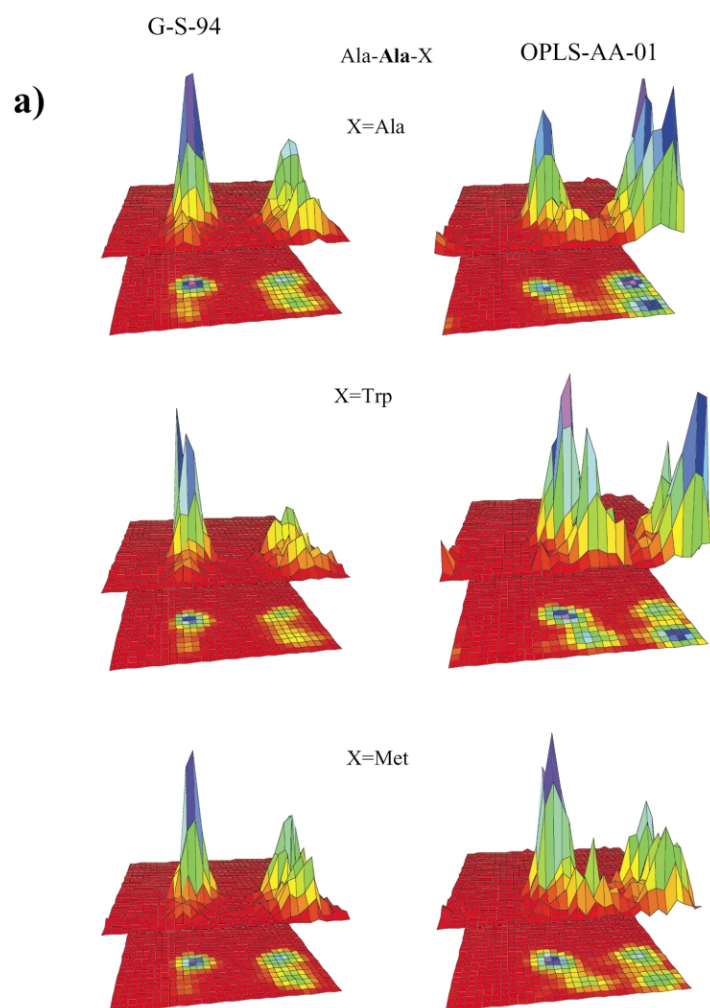 G-S-94
Ala-Ala-X
OPLS-AA-01
a)
X=Ala
X=Trp
X=Met